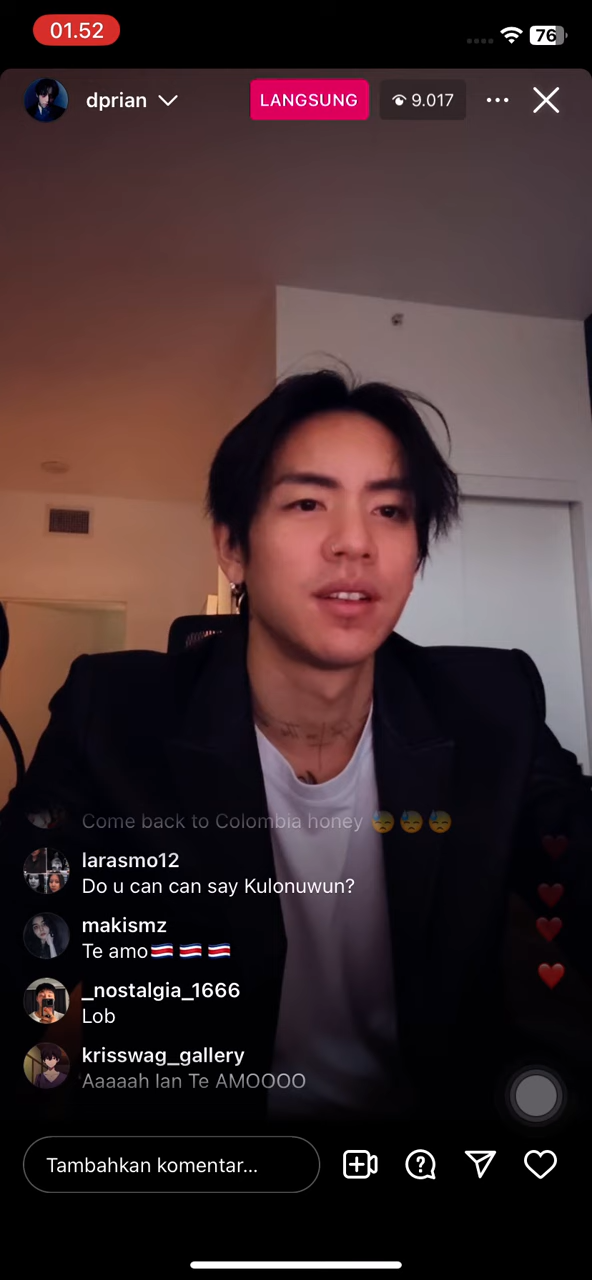 01.52
76
dprian
LANGSUNG
9.017
Come back to Colombia honey 😓😓😓
larasmo12
Do u can can say Kulonuwun?
makismz
Te amo🇨🇷🇨🇷🇨🇷
_nostalgia_1666
Lob
krisswag_gallery
Aaaaah Ian Te AMOOOO
Tambahkan komentar...